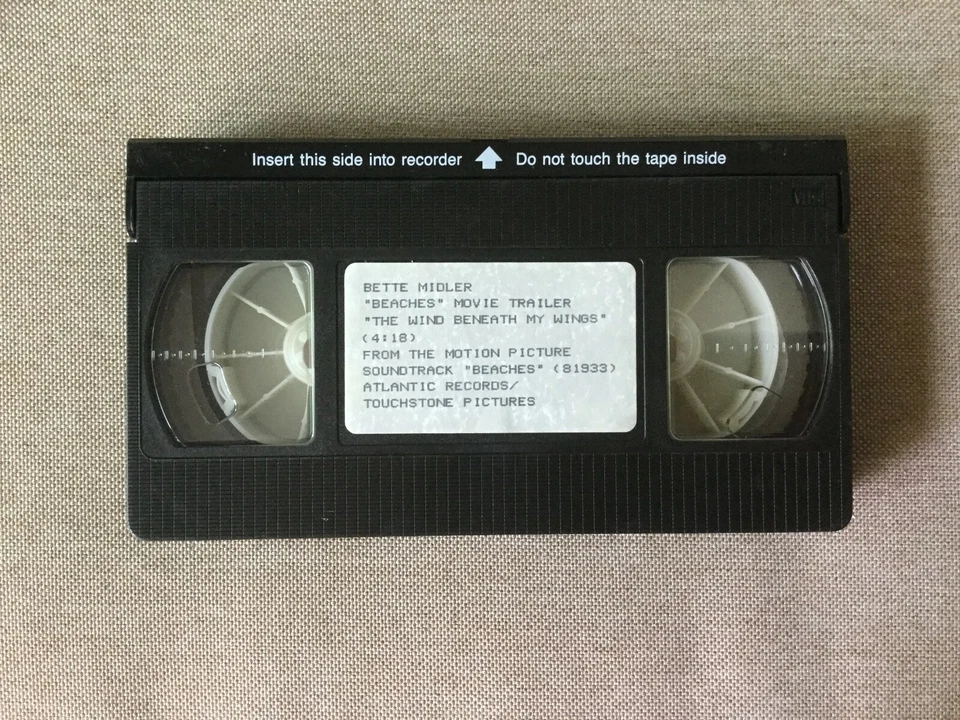 Insert this side into recorder Do not touch the tape inside
VHS
BETTE MIDLER
"BEACHES" MOVIE TRAILER
"THE WIND BENEATH MY WINGS"
(4:18)
FROM THE MOTION PICTURE
SOUNDTRACK "BEACHES" (81933)
ATLANTIC RECORDS/
TOUCHSTONE PICTURES